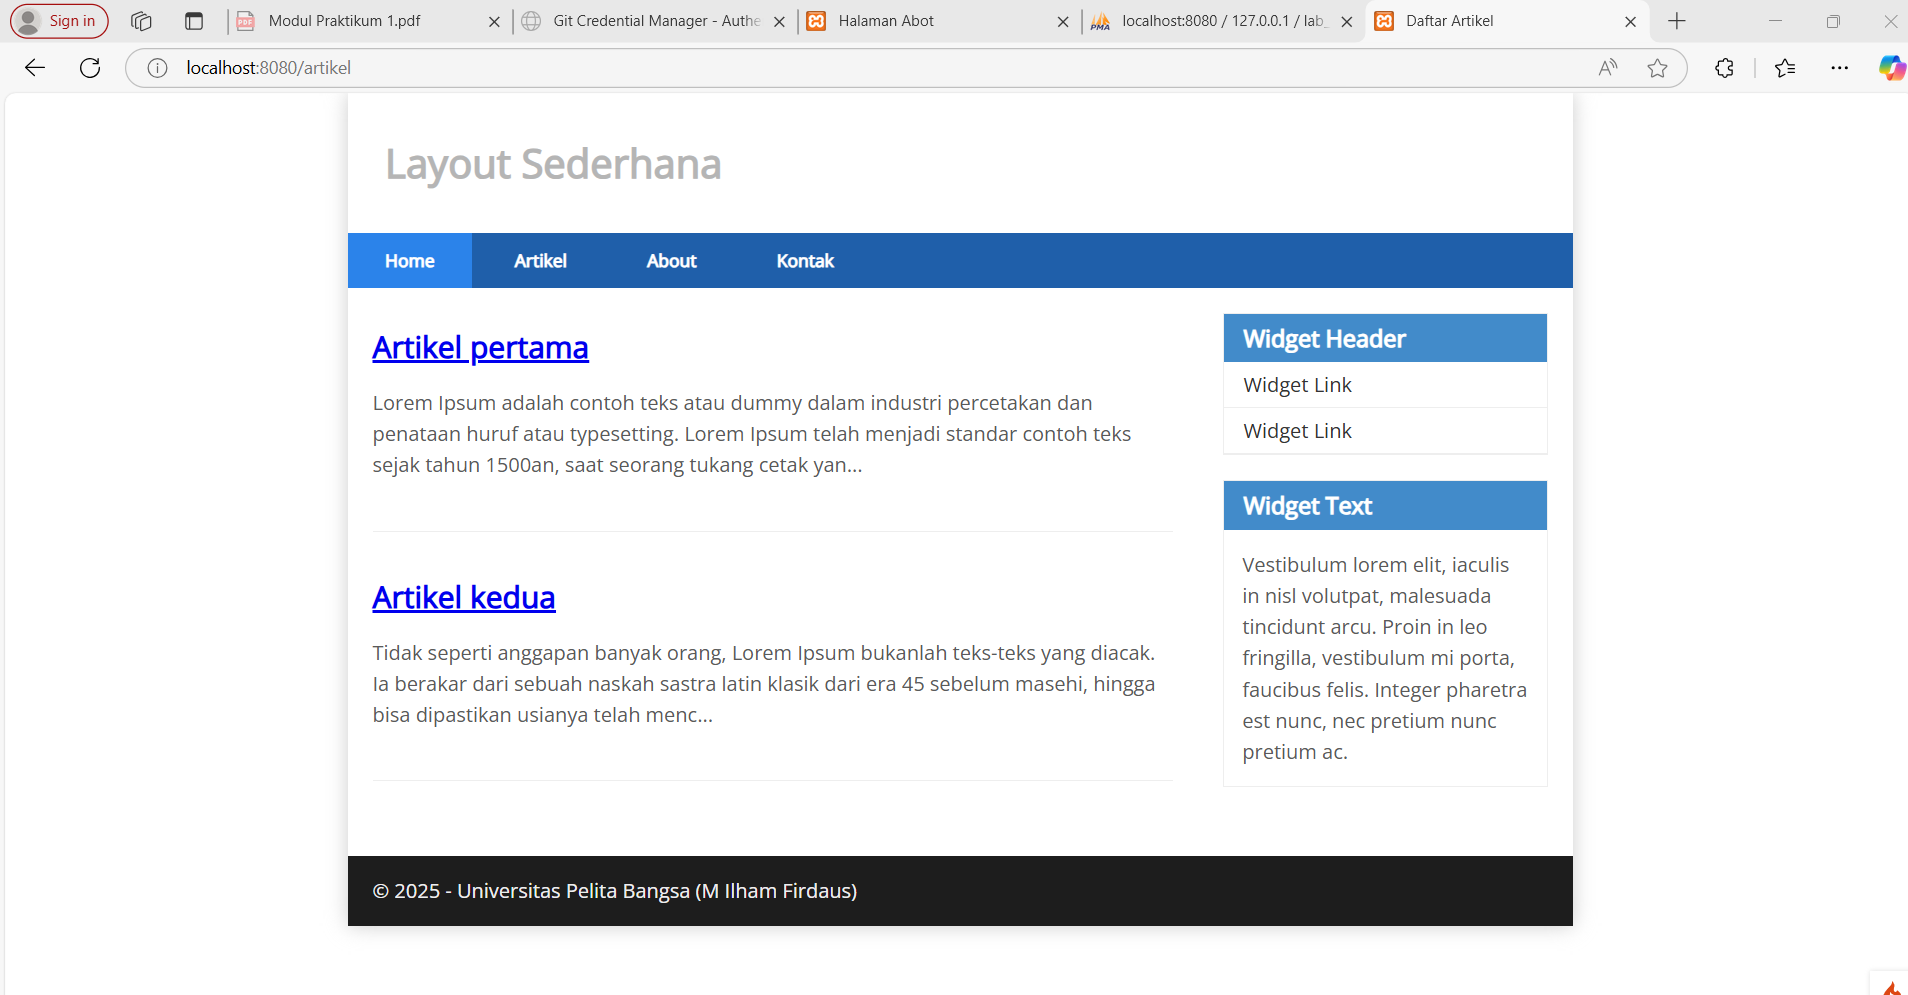 Sign in
Modul Praktikum 1.pdf
Git Credential Manager - Authe
Halaman Abot
localhost:8080 / 127.0.0.1 / lab_
Daftar Artikel
localhost:8080/artikel
Layout Sederhana
Home Artikel About Kontak
Artikel pertama
Lorem Ipsum adalah contoh teks atau dummy dalam industri percetakan dan
penataan huruf atau typesetting. Lorem Ipsum telah menjadi standar contoh teks
sejak tahun 1500an, saat seorang tukang cetak yan...
Artikel kedua
Tidak seperti anggapan banyak orang, Lorem Ipsum bukanlah teks-teks yang diacak.
Ia berakar dari sebuah naskah sastra latin klasik dari era 45 sebelum masehi, hingga
bisa dipastikan usianya telah menc...
Widget Header
Widget Link
Widget Link
Widget Text
Vestibulum lorem elit, iaculis
in nisl volutpat, malesuada
tincidunt arcu. Proin in leo
fringilla, vestibulum mi porta,
faucibus felis. Integer pharetra
est nunc, nec pretium nunc
pretium ac.
© 2025 - Universitas Pelita Bangsa (M Ilham Firdaus)